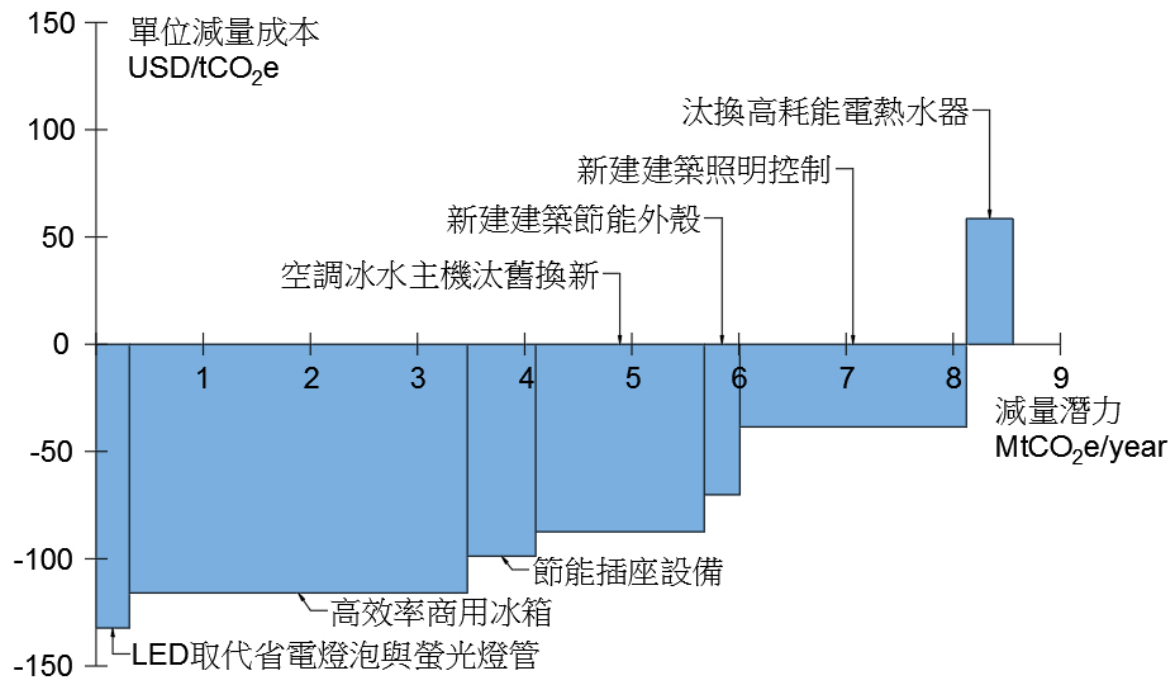 150
單位減量成本
USD/tCO₂e
100
汰換高耗能電熱水器
新建建築照明控制
50
新建建築節能外殼
空調冰水主機汰舊換新
0
1 2 3 4 5 6 7 8 9
減量潛力
MtCO₂e/year
-50
-100
節能插座設備
高效率商用冰箱
LED取代省電燈泡與螢光燈管
-150